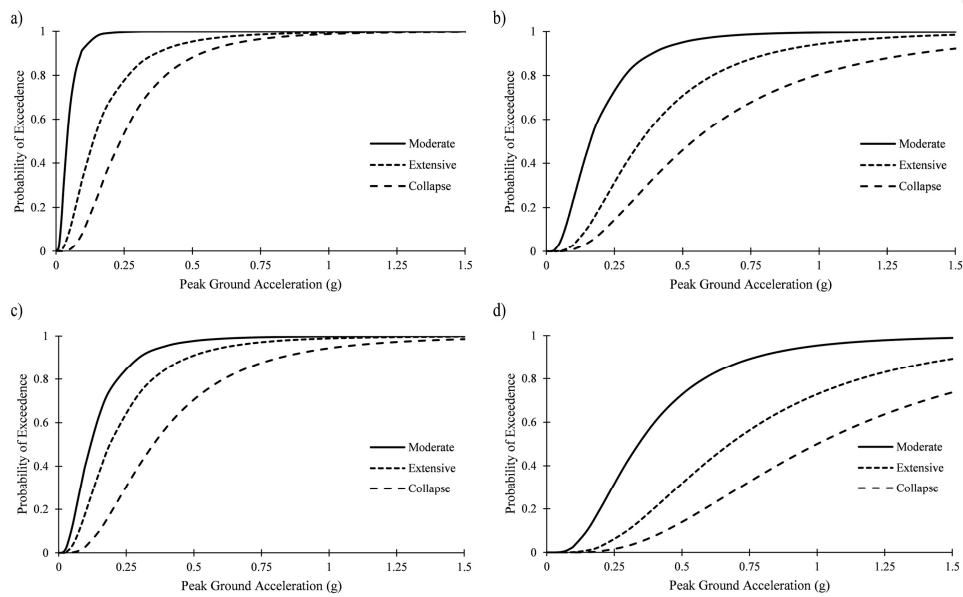 a)
1
0.8
0.6
0.4
0.2
0
Probability of Exceedence
Moderate
Extensive
Collapse
0 0.25 0.5 0.75 1 1.25 1.5
Peak Ground Acceleration (g)
b)
1
0.8
0.6
0.4
0.2
0
Probability of Exceedence
Moderate
Extensive
Collapse
0 0.25 0.5 0.75 1 1.25 1.5
Peak Ground Acceleration (g)
c)
1
0.8
0.6
0.4
0.2
0
Probability of Exceedence
Moderate
Extensive
Collapse
0 0.25 0.5 0.75 1 1.25 1.5
Peak Ground Acceleration (g)
d)
1
0.8
0.6
0.4
0.2
0
Probability of Exceedence
Moderate
Extensive
Collapse
0 0.25 0.5 0.75 1 1.25 1.5
Peak Ground Acceleration (g)